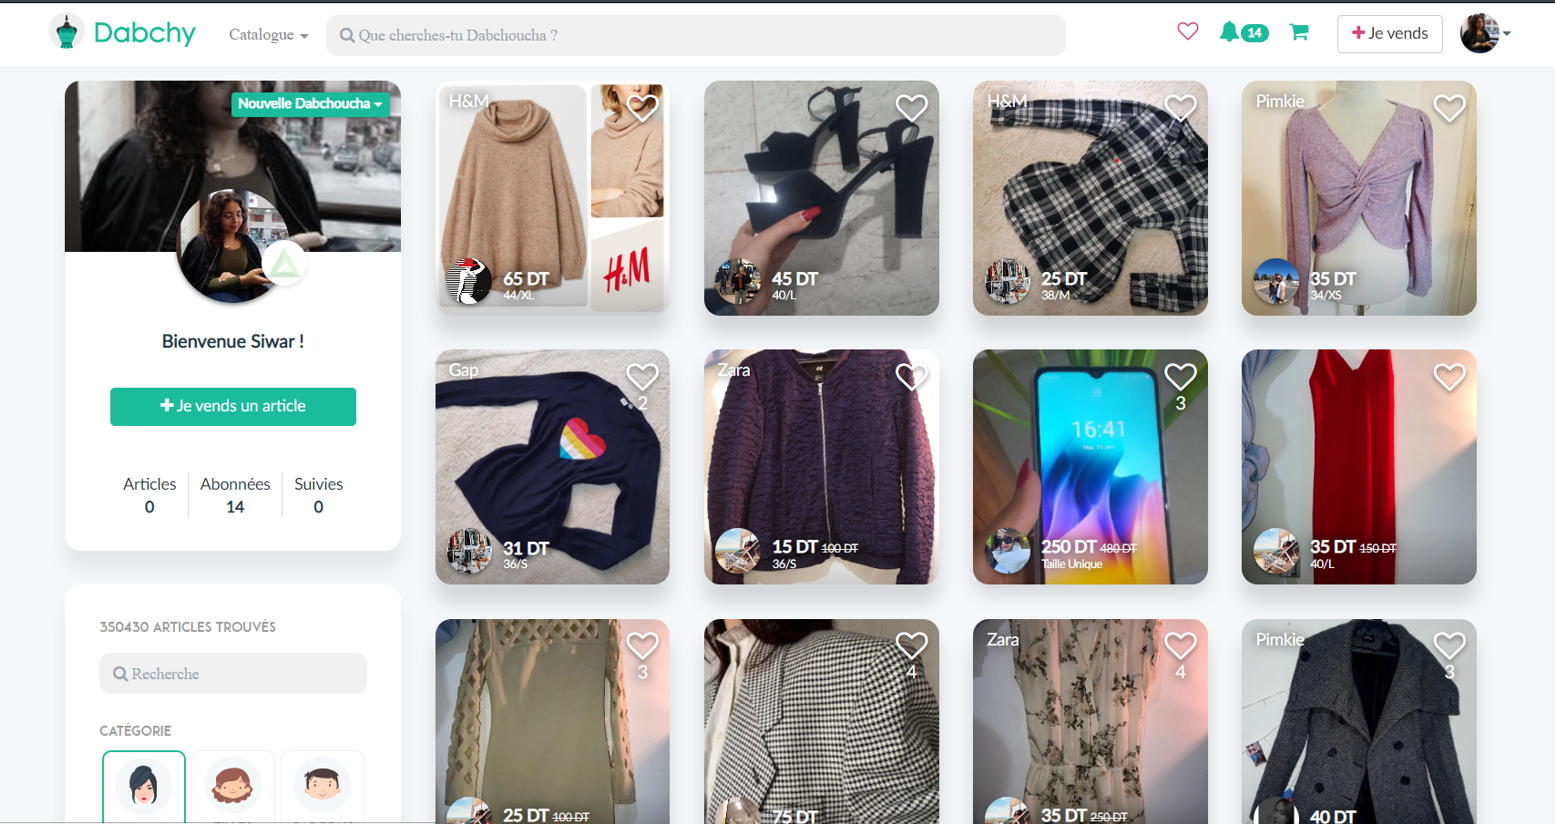 Dabchy
Catalogue
Que cherches-tu Dabchoucha ?
14
Je vends
Nouvelle Dabchoucha
Bienvenue Siwar !
Je vends un article
Articles
0
Abonnées
14
Suivies
0
350430 ARTICLES TROUVÉS
Recherche
CATÉGORIE
H&M
H&M
65 DT
44/XL
45 DT
40/L
H&M
25 DT
38/M
Pimkie
35 DT
34/XS
Gap
2
31 DT
36/S
Zara
15 DT 100 DT
36/S
3
16:41
250 DT 480 DT
Taille Unique
35 DT 150 DT
40/L
3
25 DT 100 DT
4
75 DT
Zara
4
35 DT 250 DT
Pimkie
3
40 DT